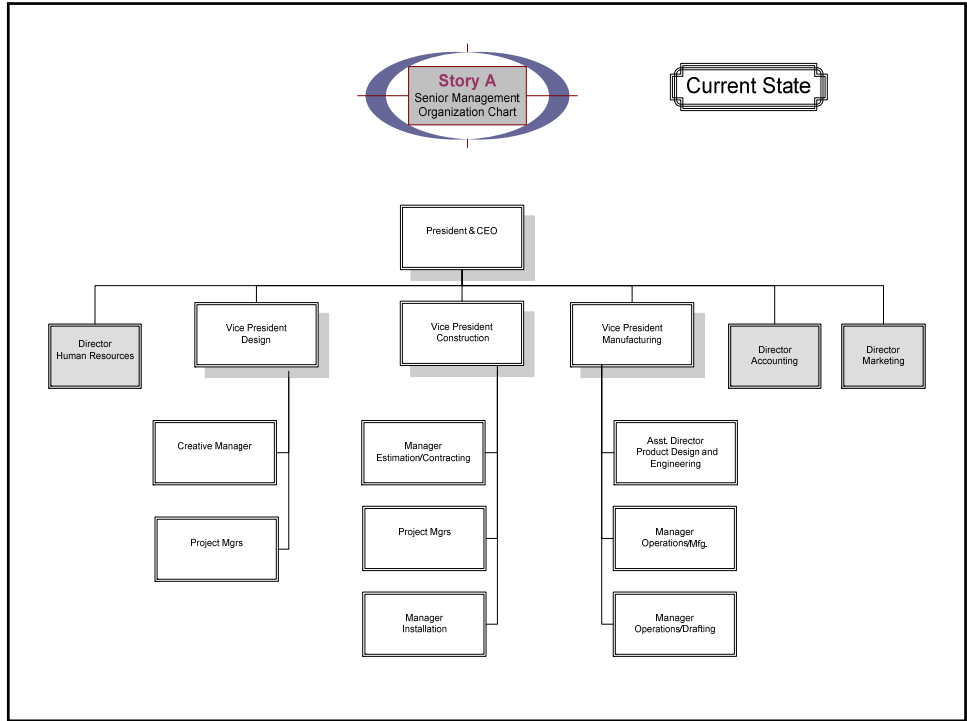 Story A
Senior Management
Organization Chart
Current State
President & CEO
Director
Human Resources
Vice President
Design
Vice President
Construction
Vice President
Manufacturing
Director
Accounting
Director
Marketing
Creative Manager
Manager
Estimation/Contracting
Asst. Director
Product Design and
Engineering
Project Mgrs
Project Mgrs
Manager
Operations/Mfg.
Manager
Installation
Manager
Operations/Drafting